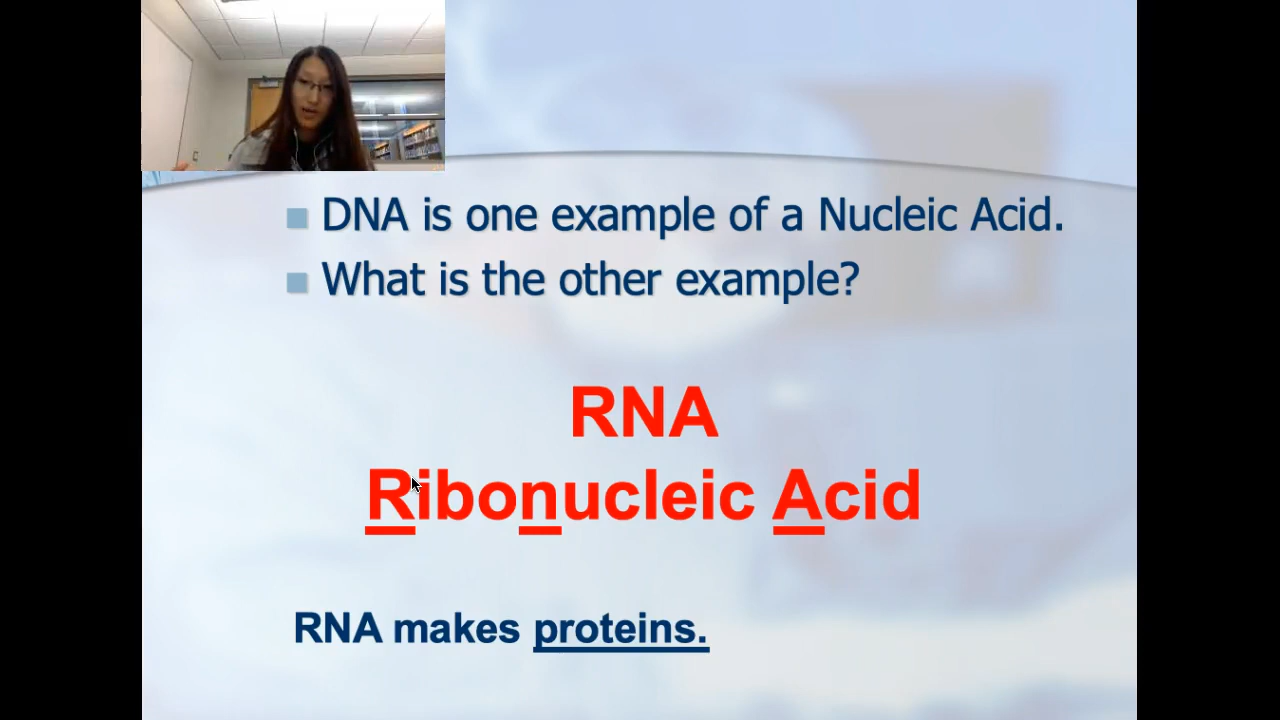 DNA is one example of a Nucleic Acid.
What is the other example?
RNA
Ribonucleic Acid
RNA makes proteins.